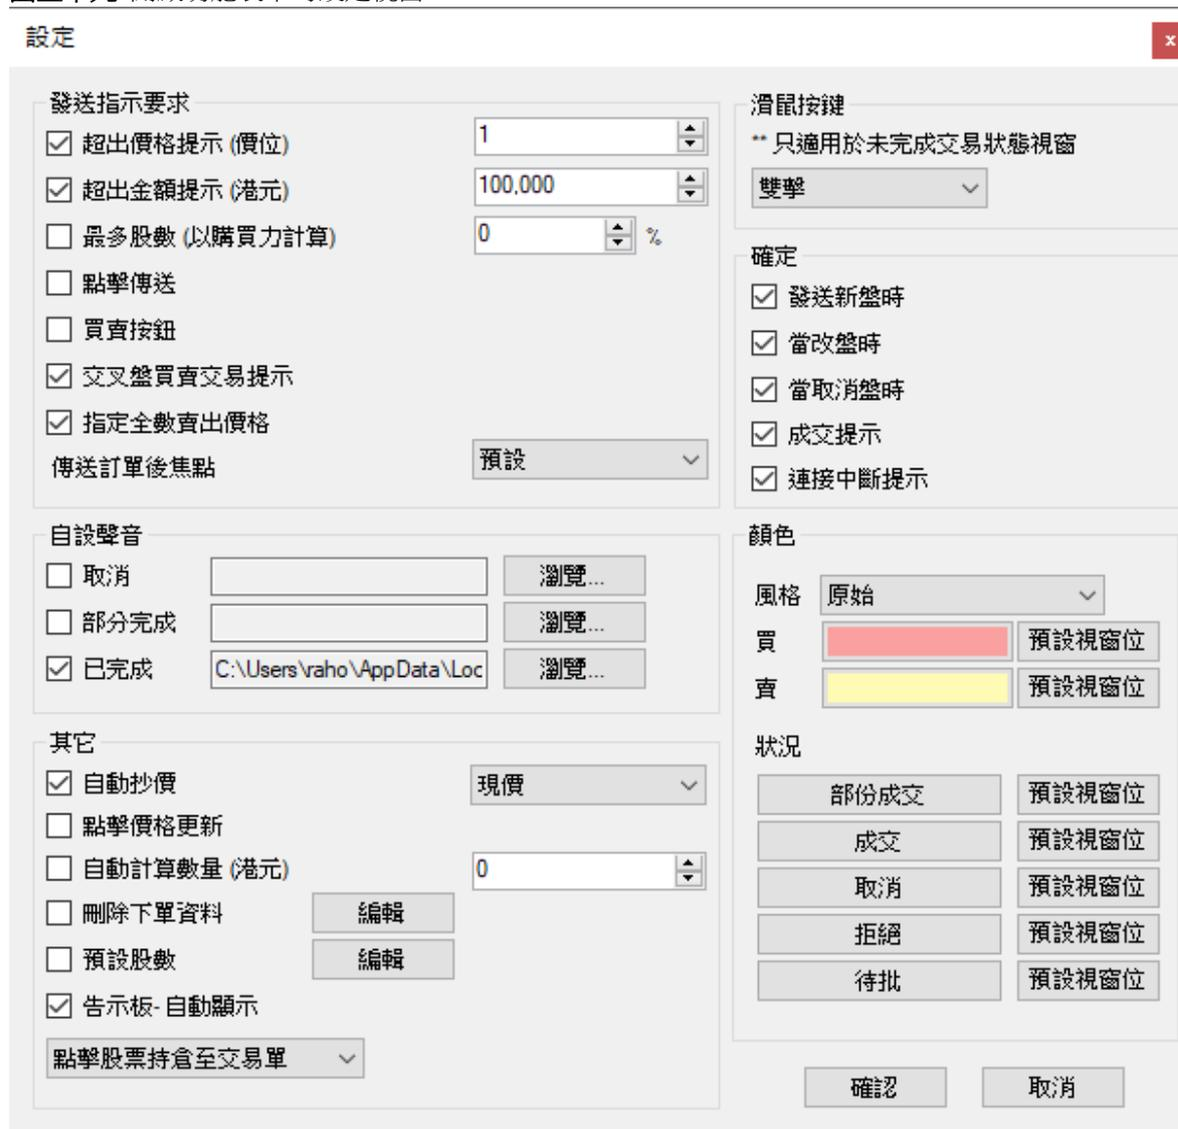 設定
x
發送指示要求
超出價格提示 (價位)
1
超出金額提示 (港元)
100,000
最多股數 (以購買力計算)
0
%
點擊傳送
買賣按鈕
交叉盤買賣交易提示
指定全數賣出價格
傳送訂單後焦點
預設
自設聲音
取消
瀏覽...
部分完成
瀏覽...
已完成
C:\Users\raho\AppData\Loc
瀏覽...
其它
自動抄價
現價
點擊價格更新
自動計算數量 (港元)
0
刪除下單資料
編輯
預設股數
編輯
告示板- 自動顯示
點擊股票持倉至交易單
滑鼠按鍵
** 只適用於未完成交易狀態視窗
雙擊
確定
發送新盤時
當改盤時
當取消盤時
成交提示
連接中斷提示
顏色
風格
原始
買
預設視窗位
賣
預設視窗位
狀況
部份成交
預設視窗位
成交
預設視窗位
取消
預設視窗位
拒絕
預設視窗位
待批
預設視窗位
確認
取消